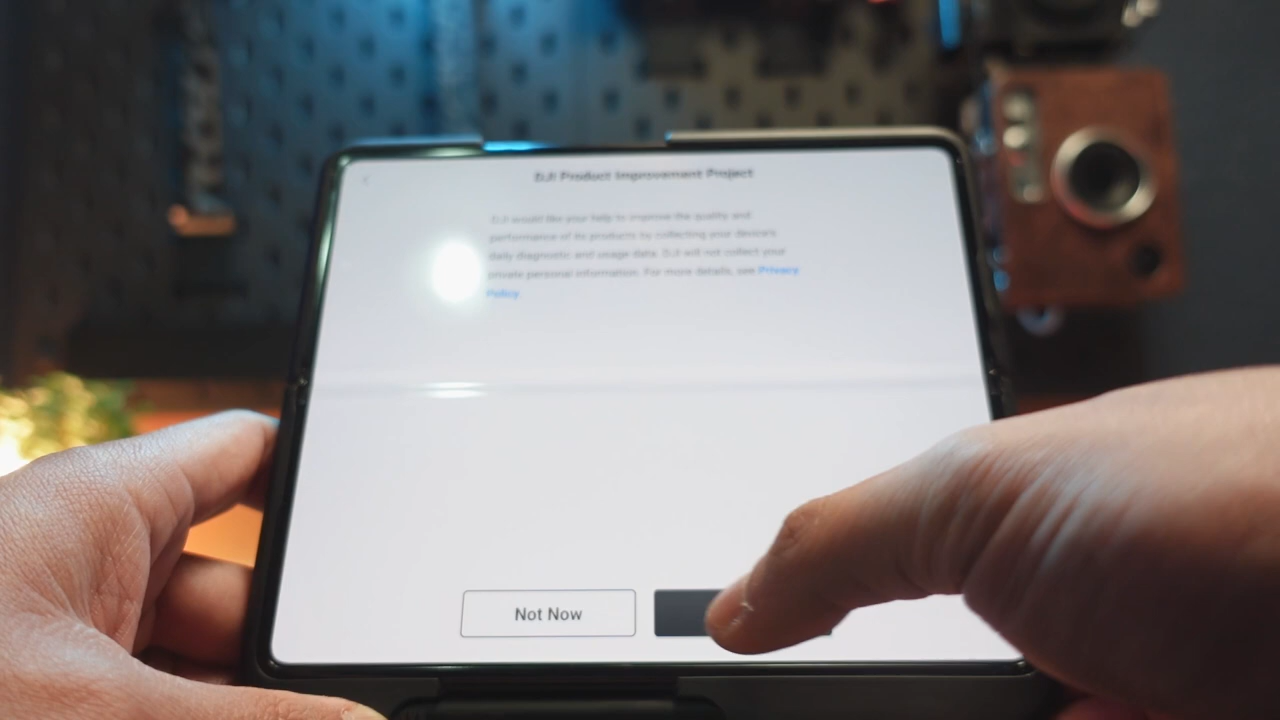 DJI Product Improvement Project
DJI would like your help to improve the quality and
performance of its products by collecting your device's
daily diagnostic and usage data. DJI will not collect your
private personal information. For more details, see Privacy
Policy.
Not Now